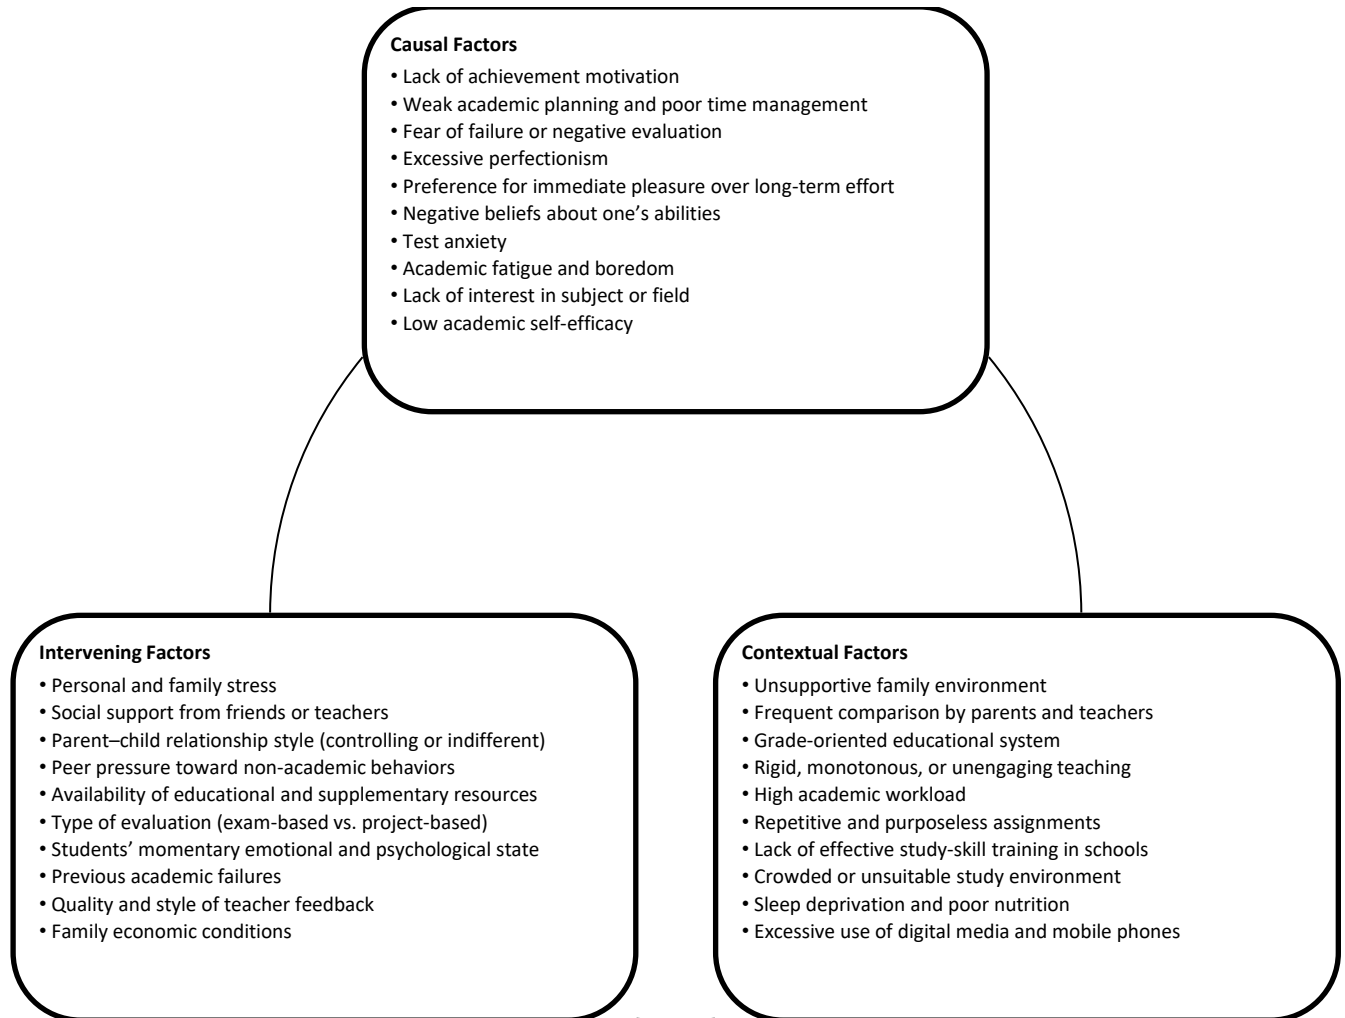 Causal Factors
• Lack of achievement motivation
• Weak academic planning and poor time management
• Fear of failure or negative evaluation
• Excessive perfectionism
• Preference for immediate pleasure over long-term effort
• Negative beliefs about one’s abilities
• Test anxiety
• Academic fatigue and boredom
• Lack of interest in subject or field
• Low academic self-efficacy
Intervening Factors
• Personal and family stress
• Social support from friends or teachers
• Parent–child relationship style (controlling or indifferent)
• Peer pressure toward non-academic behaviors
• Availability of educational and supplementary resources
• Type of evaluation (exam-based vs. project-based)
• Students’ momentary emotional and psychological state
• Previous academic failures
• Quality and style of teacher feedback
• Family economic conditions
Contextual Factors
• Unsupportive family environment
• Frequent comparison by parents and teachers
• Grade-oriented educational system
• Rigid, monotonous, or unengaging teaching
• High academic workload
• Repetitive and purposeless assignments
• Lack of effective study-skill training in schools
• Crowded or unsuitable study environment
• Sleep deprivation and poor nutrition
• Excessive use of digital media and mobile phones